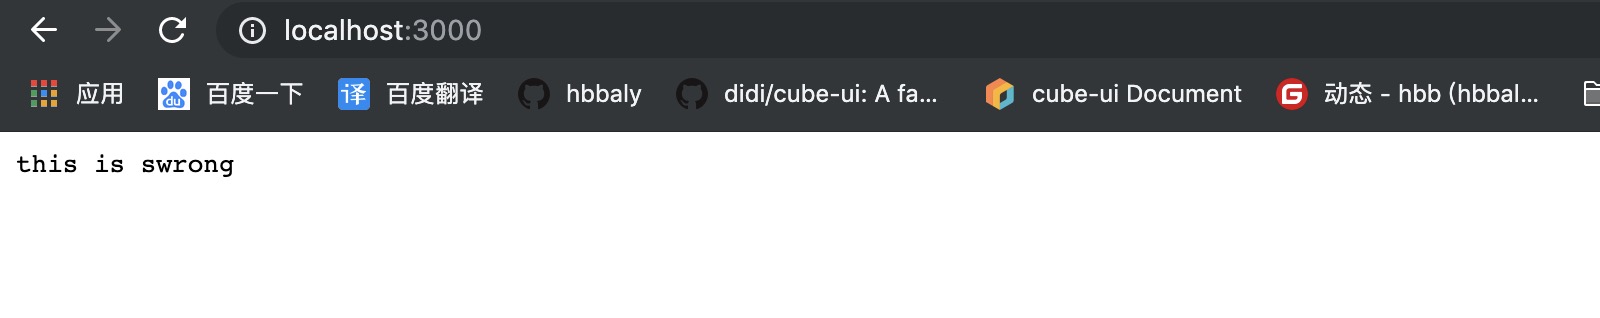 localhost:3000
应用 du 百度一下 译 百度翻译 hbbaly didi/cube-ui: A fa... cube-ui Document G 动态 - hbb (hbbal...
this is swrong